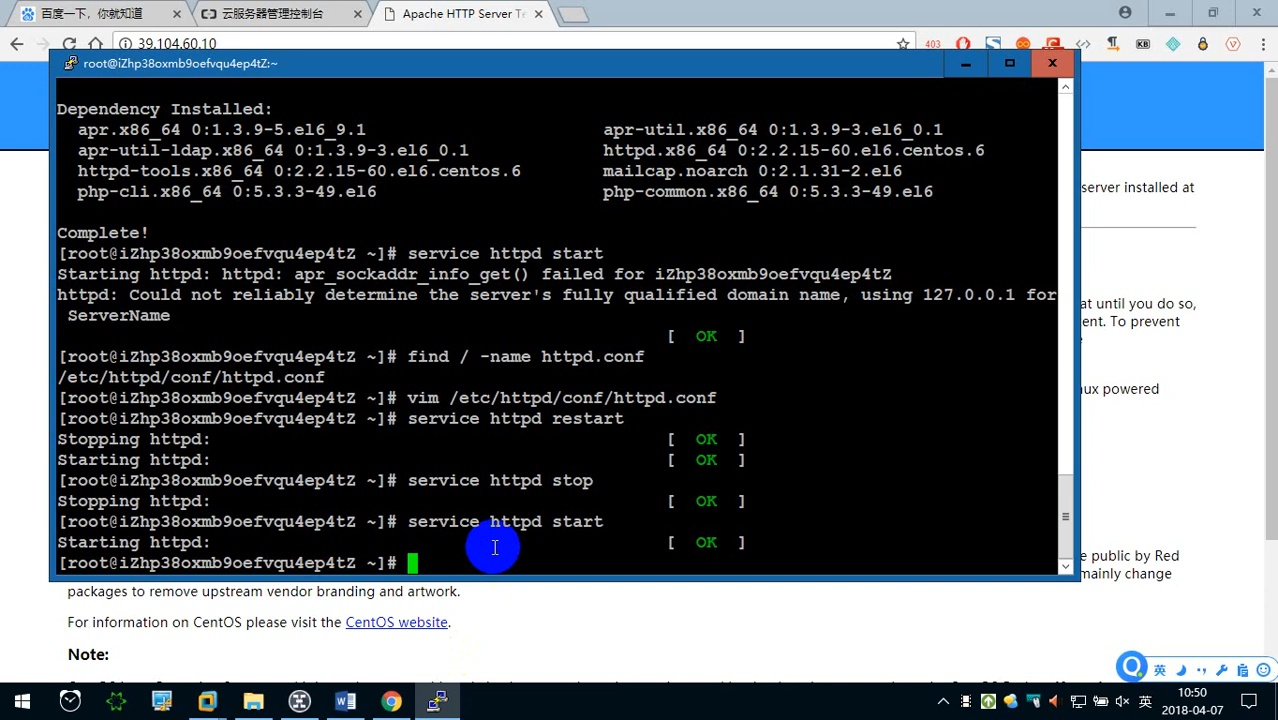 百度一下，你就知道
云服务器管理控制台
Apache HTTP Server Te
39.104.60.10
403
KB
root@iZhp38oxmb9oefvqu4ep4tZ:~
Dependency Installed:
apr.x86_64 0:1.3.9-5.el6_9.1 apr-util.x86_64 0:1.3.9-3.el6_0.1
apr-util-ldap.x86_64 0:1.3.9-3.el6_0.1 httpd.x86_64 0:2.2.15-60.el6.centos.6
httpd-tools.x86_64 0:2.2.15-60.el6.centos.6 mailcap.noarch 0:2.1.31-2.el6
php-cli.x86_64 0:5.3.3-49.el6 php-common.x86_64 0:5.3.3-49.el6
Complete!
[root@iZhp38oxmb9oefvqu4ep4tZ ~]# service httpd start
Starting httpd: httpd: apr_sockaddr_info_get() failed for iZhp38oxmb9oefvqu4ep4tZ
httpd: Could not reliably determine the server's fully qualified domain name, using 127.0.0.1 for
ServerName
[ OK ]
[root@iZhp38oxmb9oefvqu4ep4tZ ~]# find / -name httpd.conf
/etc/httpd/conf/httpd.conf
[root@iZhp38oxmb9oefvqu4ep4tZ ~]# vim /etc/httpd/conf/httpd.conf
[root@iZhp38oxmb9oefvqu4ep4tZ ~]# service httpd restart
Stopping httpd: [ OK ]
Starting httpd: [ OK ]
[root@iZhp38oxmb9oefvqu4ep4tZ ~]# service httpd stop
Stopping httpd: [ OK ]
[root@iZhp38oxmb9oefvqu4ep4tZ ~]# service httpd start
Starting httpd: [ OK ]
[root@iZhp38oxmb9oefvqu4ep4tZ ~]#
server installed at
at until you do so,
ent. To prevent
ux powered
e public by Red
mainly change
packages to remove upstream vendor branding and artwork.
For information on CentOS please visit the CentOS website.
Note:
英
英
10:50
2018-04-07